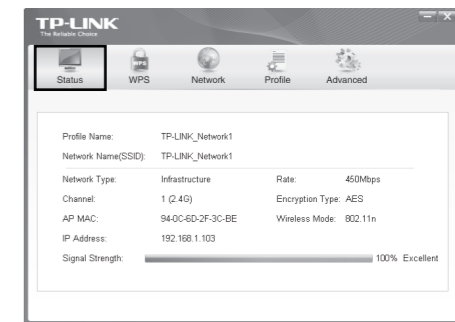 TP-LINK
The Reliable Choice
WPS
Status WPS Network Profile Advanced
Profile Name: TP-LINK_Network1
Network Name(SSID): TP-LINK_Network1
Network Type: Infrastructure Rate: 450Mbps
Channel: 1 (2.4G) Encryption Type: AES
AP MAC: 94-0C-6D-2F-3C-BE Wireless Mode: 802.11n
IP Address: 192.168.1.103
Signal Strength: 100% Excellent